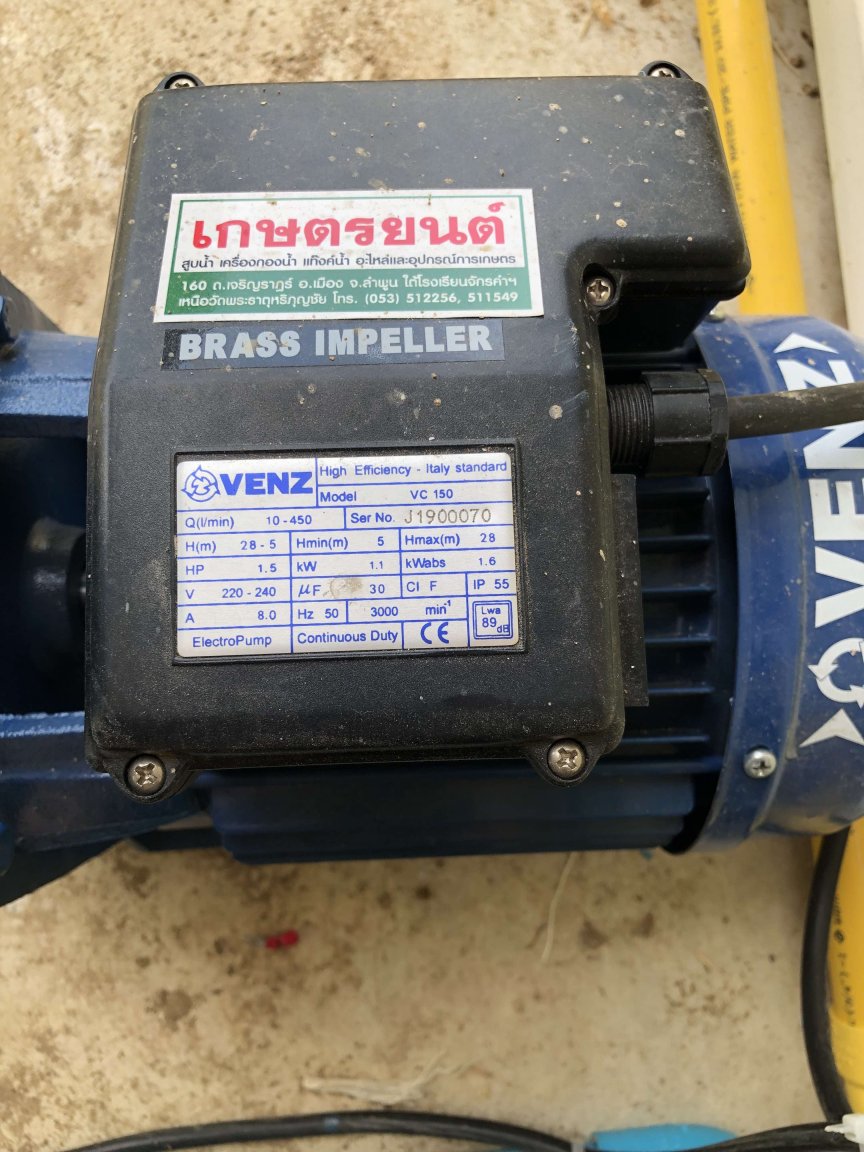 เกษตรยนต์
สูบน้ำ เครื่องกองน้ำ แท๊งค์น้ำ อะไหล่และอุปกรณ์การเกษตร
160 ถ.เจริญราฎร์ อ.เมือง จ.ลำพูน ใต้โรงเรียนจักรคำฯ
เหนือวัดพระธาตุหริภุญชัย โทร. (053) 512256, 511549
BRASS IMPELLER
VENZ High Efficiency - Italy standard
Model VC 150
Q(l/min) 10 - 450 Ser No. J1900070
H(m) 28 - 5 Hmin(m) 5 Hmax(m) 28
HP 1.5 kW 1.1 kWabs 1.6
V 220 - 240 µF 30 Cl F IP 55
A 8.0 Hz 50 3000 min⁻¹ Lwa 89 dB
ElectroPump Continuous Duty CE
VENZ